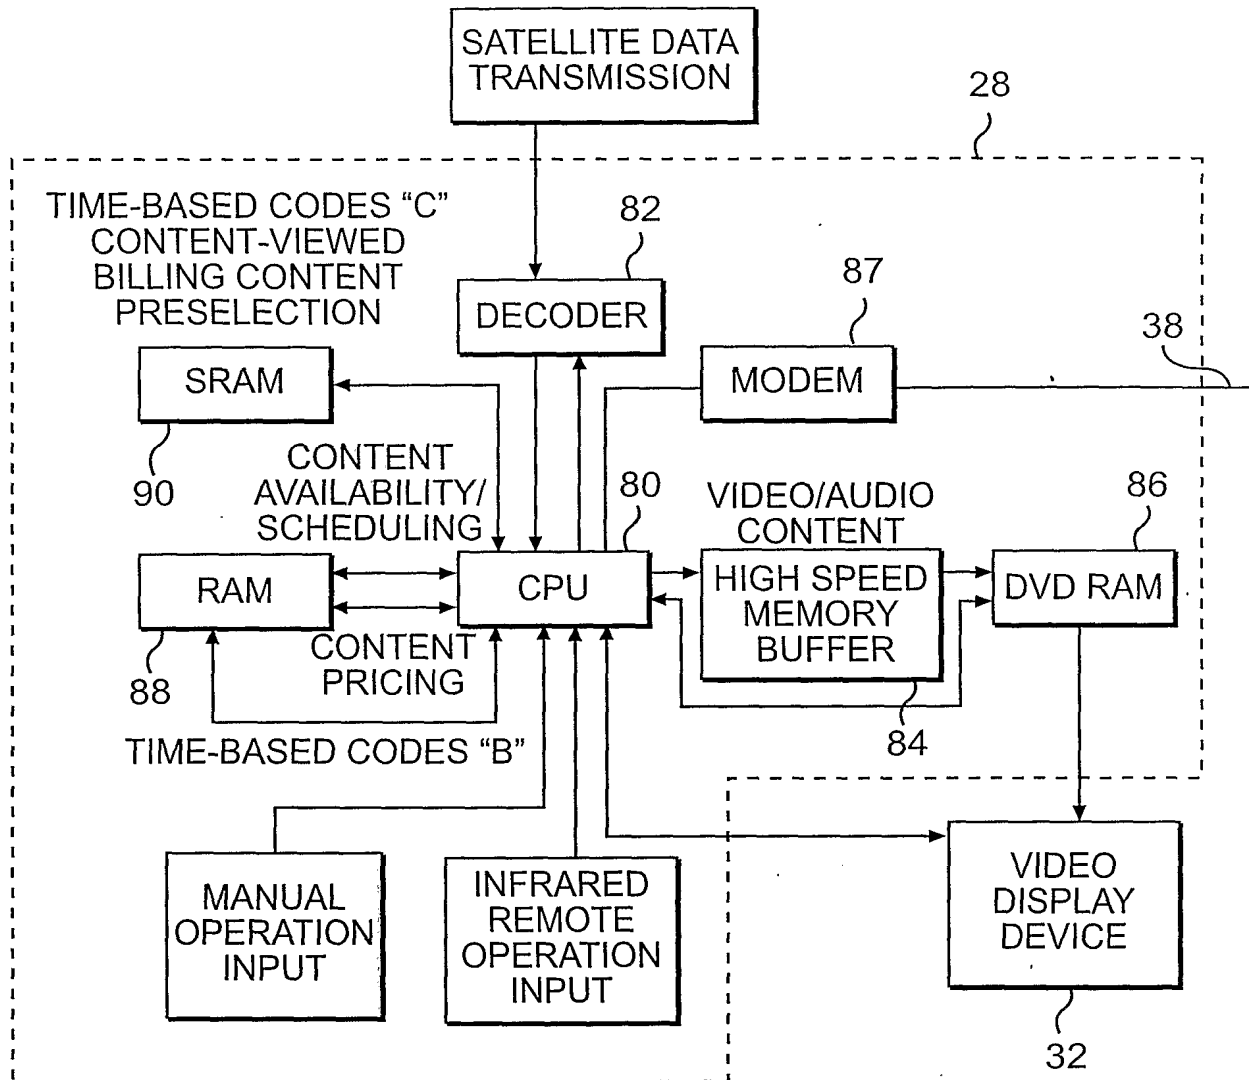 SATELLITE DATA
TRANSMISSION
28
TIME-BASED CODES “C”
CONTENT-VIEWED
BILLING CONTENT
PRESELECTION
82
DECODER
87
MODEM
38
SRAM
90
CONTENT
AVAILABILITY/
SCHEDULING
80
VIDEO/AUDIO
CONTENT
86
RAM
CPU
HIGH SPEED
MEMORY
BUFFER
DVD RAM
88
CONTENT
PRICING
84
TIME-BASED CODES “B”
MANUAL
OPERATION
INPUT
INFRARED
REMOTE
OPERATION
INPUT
VIDEO
DISPLAY
DEVICE
32